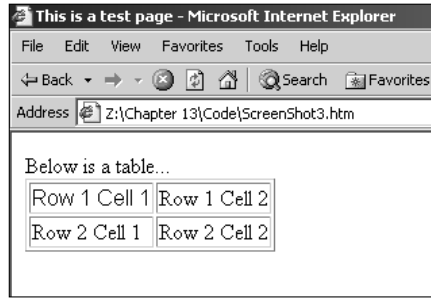 This is a test page - Microsoft Internet Explorer
File Edit View Favorites Tools Help
Back Search Favorites
Address Z:\Chapter 13\Code\ScreenShot3.htm
Below is a table...
Row 1 Cell 1 Row 1 Cell 2
Row 2 Cell 1 Row 2 Cell 2